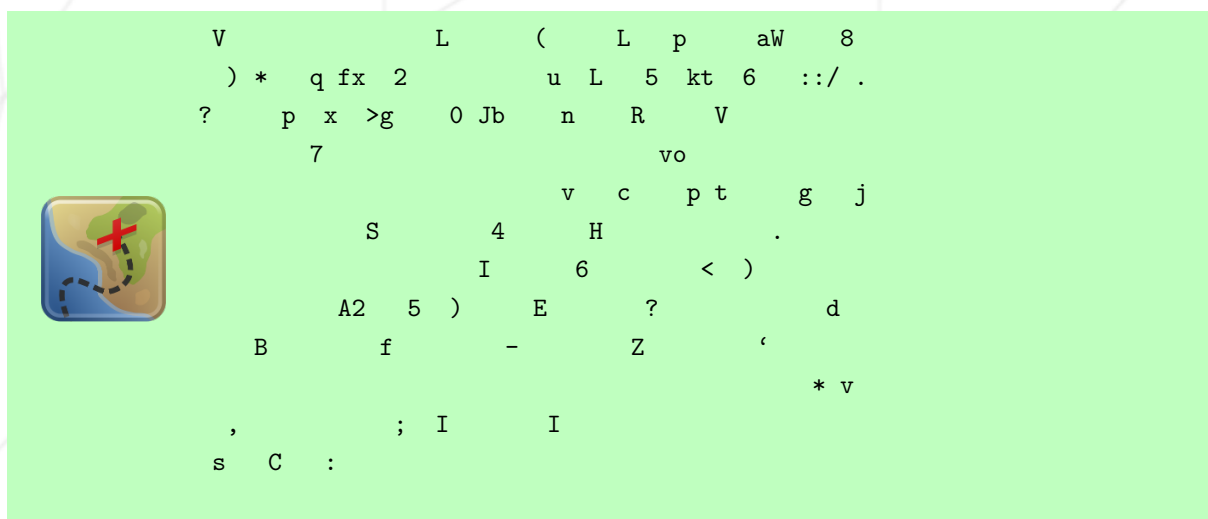 V L ( L p aW 8
) * q fx 2 u L 5 kt 6 ::/ .
? p x >g 0 Jb n R V
7 vo
v c p t g j
S 4 H .
I 6 < )
A2 5 ) E ? d
B f - Z ‘
* v
, ; I I
s C :